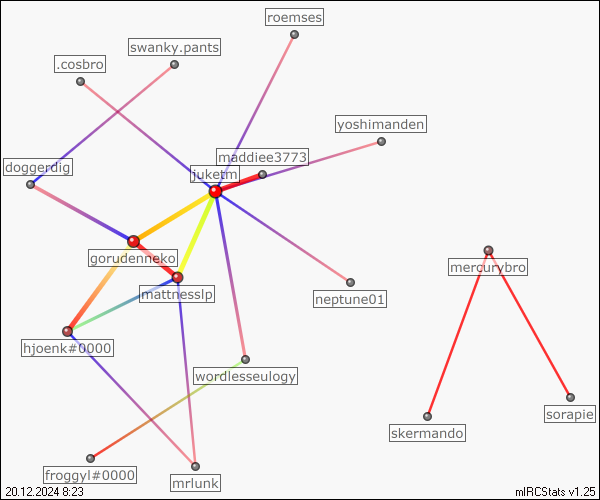 roemses
swanky.pants
.cosbro
yoshimanden
maddiee3773
doggerdig
juketm
gorudenneko
mercurybro
mattnesslp
neptune01
hjoenk#0000
wordlesseulogy
sorapie
skermando
froggyl#0000
mrlunk
20.12.2024 8:23
mIRCStats v1.25